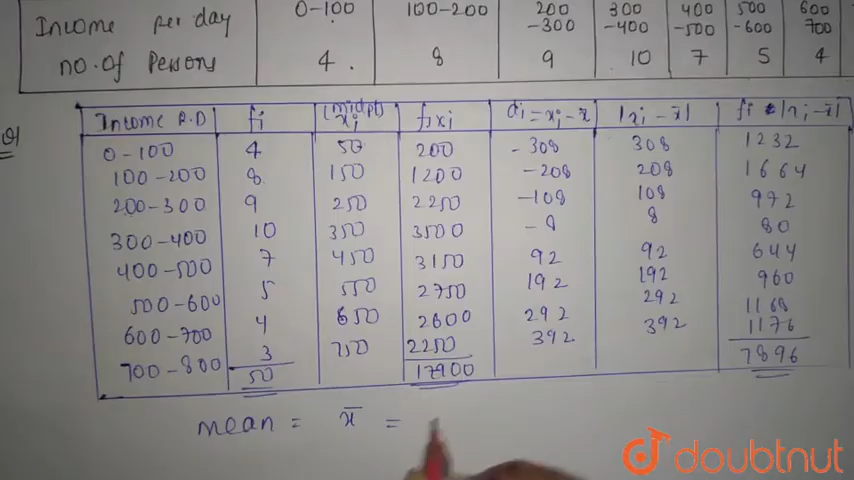 Income per day 0-100 100-200 200-300 300-400 400-500 500-600 600 700
no. of Persons 4 8 9 10 7 5 4
Income P.D fi (midpt) xi fixi di = xi - x̄ |xi - x̄| fi |xi - x̄|
0-100 4 50 200 -308 308 1232
100-200 8 150 1200 -208 208 1664
200-300 9 250 2250 -108 108 972
300-400 10 350 3500 -8 8 80
400-500 7 450 3150 92 92 644
500-600 5 550 2750 192 192 960
600-700 4 650 2600 292 292 1168
700-800 3 750 2250 392 392 1176
50 17900 7896
mean = x̄ =
doubtnut